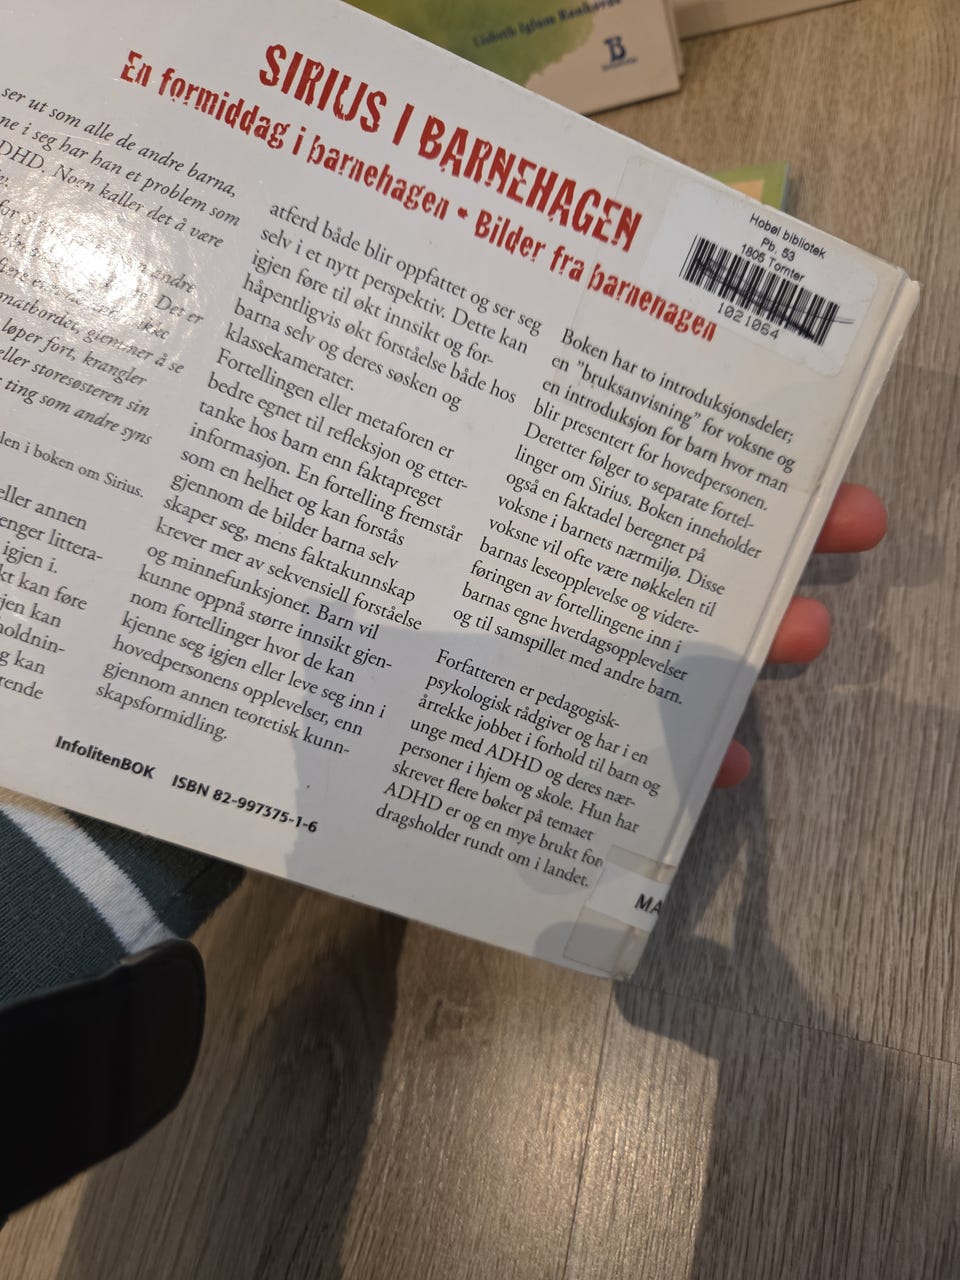 SIRIUS I BARNEHAGEN
En formiddag i barnehagen • Bilder fra barnehagen
ser ut som alle de andre barna,
ne i seg har han et problem som
DHD. Noen kaller det å være
andre
Der er
ikke
matbordet, glemmer å se
løper fort, krangler
eller storesøsteren sin
ting som andre syns
len i boken om Sirius.
eller annen
enger littera-
igjen i.
kt kan føre
jen kan
holdnin-
g kan
rende
atferd både blir oppfattet og ser seg
selv i et nytt perspektiv. Dette kan
igjen føre til økt innsikt og for-
håpentligvis økt forståelse både hos
barna selv og deres søsken og
klassekamerater.
Fortellingen eller metaforen er
bedre egnet til refleksjon og etter-
tanke hos barn enn faktapreget
informasjon. En fortelling fremstår
som en helhet og kan forstås
gjennom de bilder barna selv
skaper seg, mens faktakunnskap
krever mer av sekvensiell forståelse
og minnefunksjoner. Barn vil
kunne oppnå større innsikt gjen-
nom fortellinger hvor de kan
kjenne seg igjen eller leve seg inn i
hovedpersonens opplevelser, enn
gjennom annen teoretisk kunn-
skapsformidling.
Boken har to introduksjonsdeler;
en "bruksanvisning" for voksne og
en introduksjon for barn hvor man
blir presentert for hovedpersonen.
Deretter følger to separate fortel-
linger om Sirius. Boken inneholder
også en faktadel beregnet på
voksne i barnets nærmiljø. Disse
voksne vil ofte være nøkkelen til
barnas leseopplevelse og videre-
føringen av fortellingene inn i
barnas egne hverdagsopplevelser
og til samspillet med andre barn.
Forfatteren er pedagogisk-
psykologisk rådgiver og har i en
årrekke jobbet i forhold til barn og
unge med ADHD og deres nær-
personer i hjem og skole. Hun har
skrevet flere bøker på temaet
ADHD er og en mye brukt fore
dragsholder rundt om i landet.
InfolitenBOK ISBN 82-997375-1-6
Hobøl bibliotek
Pb. 53
1805 Tomter
1021064
MA
Lisbeth Iglum Rønhovde